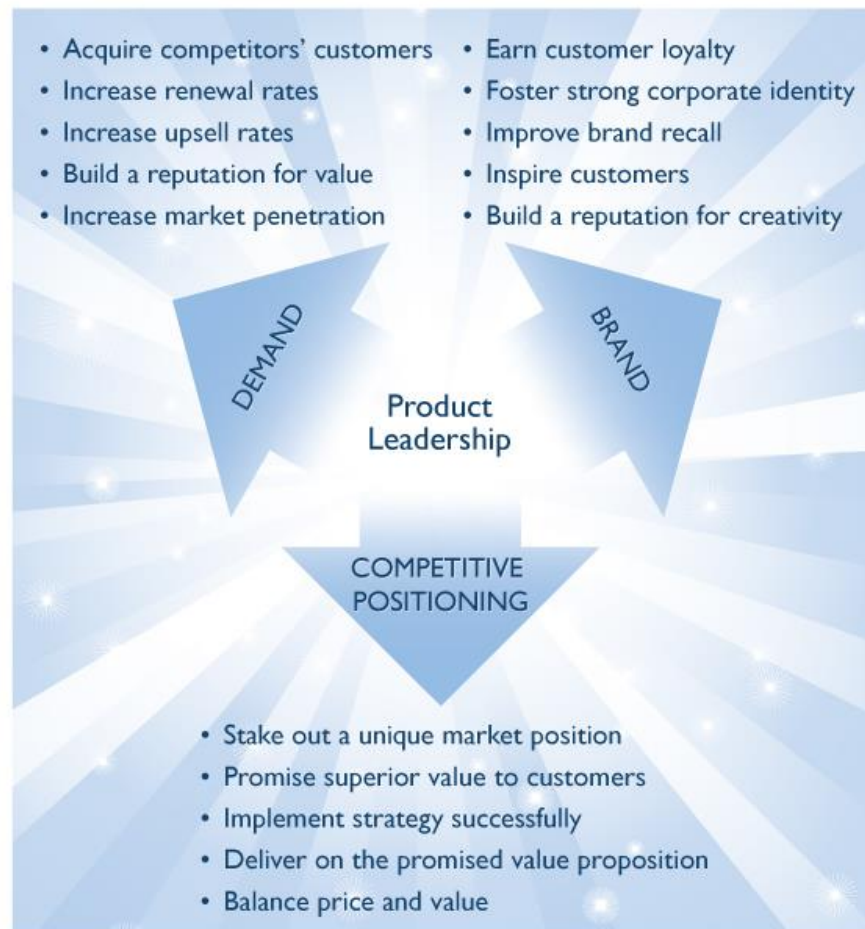 • Acquire competitors’ customers
• Increase renewal rates
• Increase upsell rates
• Build a reputation for value
• Increase market penetration
• Earn customer loyalty
• Foster strong corporate identity
• Improve brand recall
• Inspire customers
• Build a reputation for creativity
DEMAND
BRAND
Product
Leadership
COMPETITIVE
POSITIONING
• Stake out a unique market position
• Promise superior value to customers
• Implement strategy successfully
• Deliver on the promised value proposition
• Balance price and value